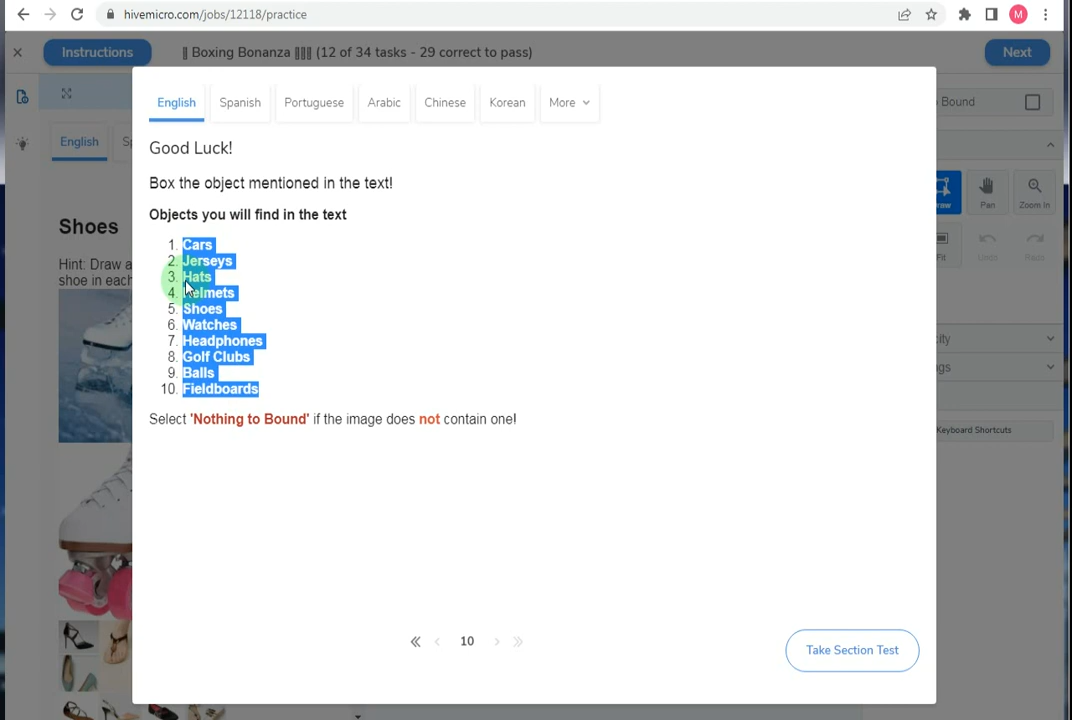 hivemicro.com/jobs/12118/practice
M
Instructions
Boxing Bonanza (12 of 34 tasks - 29 correct to pass)
Next
English Spanish Portuguese Arabic Chinese Korean More
Bound
English
Good Luck!
Box the object mentioned in the text!
Objects you will find in the text
Pan Zoom In
Shoes
1. Cars
2. Jerseys
Hint: Draw a
3. Hats
Fit Undo Redo
shoe in each
4. Helmets
5. Shoes
6. Watches
7. Headphones
8. Golf Clubs
9. Balls
10. Fieldboards
Select 'Nothing to Bound' if the image does not contain one!
Keyboard Shortcuts
10
Take Section Test